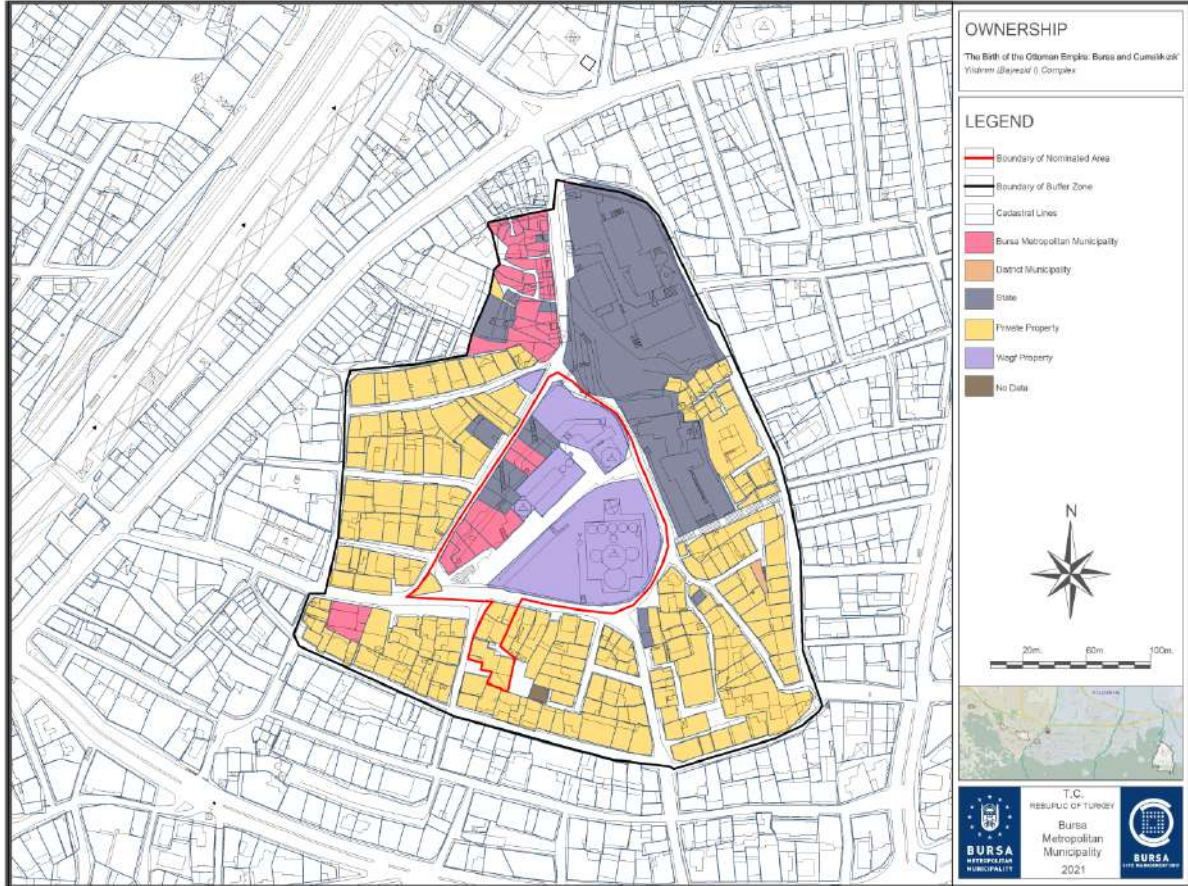 OWNERSHIP
The Birth of the Ottoman Empire: Bursa and Cumalıkızık
Yıldırım (Bayezid I) Complex
LEGEND
Boundary of Nominated Area
Boundary of Buffer Zone
Cadastral Lines
Bursa Metropolitan Municipality
District Municipality
State
Private Property
Waqf Property
No Data
N
20m. 60m. 100m.
T.C.
REBUPLIC OF TURKEY
Bursa
Metropolitan
Municipality
2021
BURSA
METROPOLITAN
MUNICIPALITY
BURSA